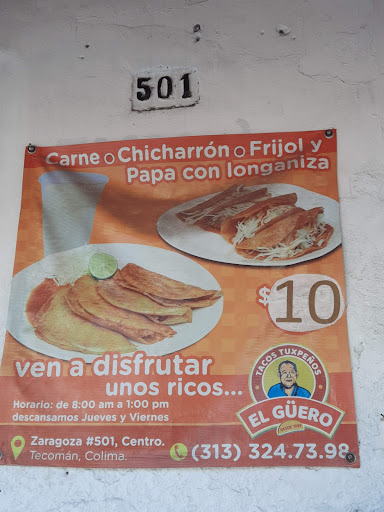 501
Carne o Chicharrón o Frijol y
Papa con longaniza
$10
ven a disfrutar
unos ricos...
TACOS TUXPEÑOS
EL GÜERO
Horario: de 8:00 am a 1:00 pm
descansamos Jueves y Viernes
Zaragoza #501, Centro.
Tecomán, Colima.
(313) 324.73.98